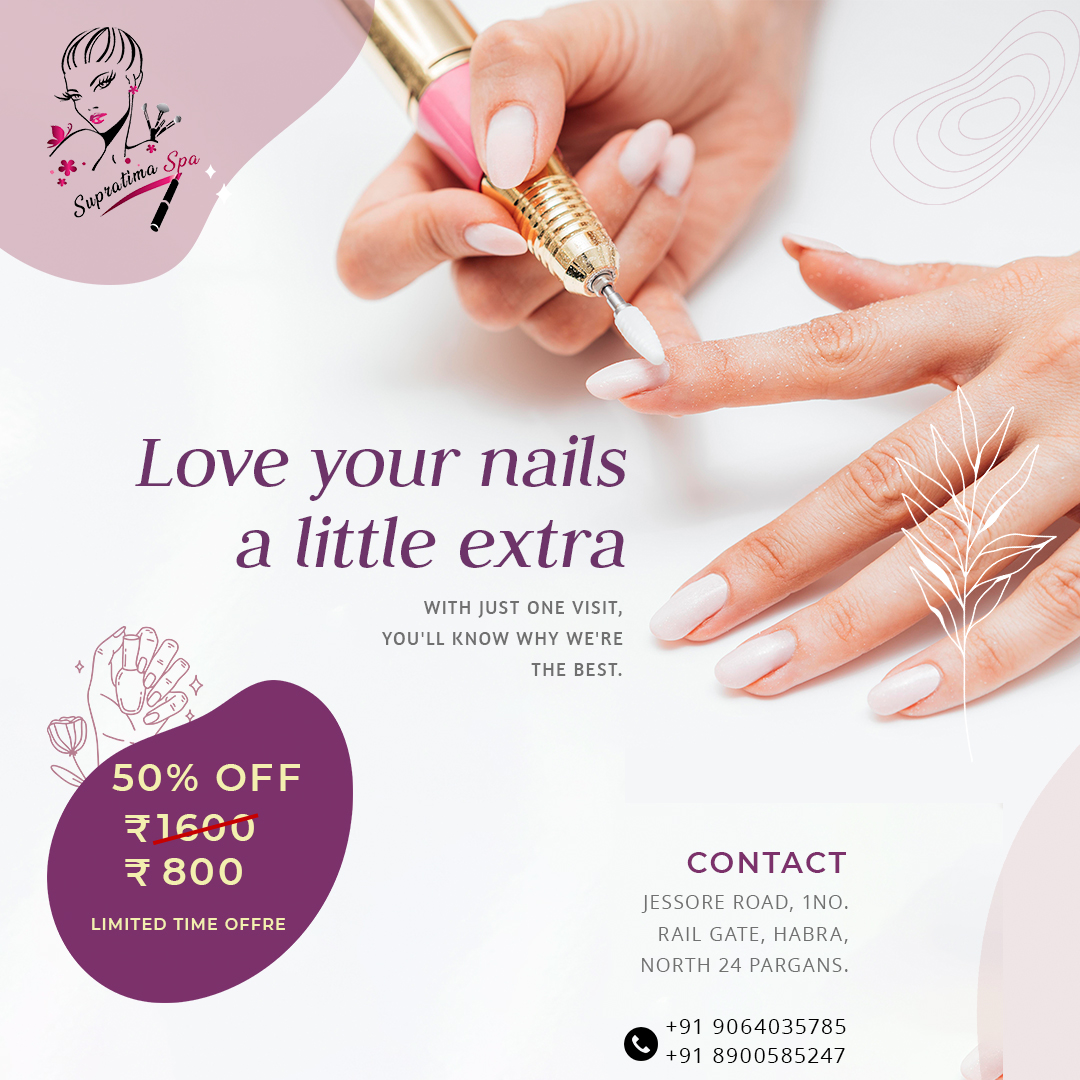 Supratima Spa
Love your nails
a little extra
WITH JUST ONE VISIT,
YOU'LL KNOW WHY WE'RE
THE BEST.
50% OFF
₹1600
₹ 800
LIMITED TIME OFFRE
CONTACT
JESSORE ROAD, 1NO.
RAIL GATE, HABRA,
NORTH 24 PARGANS.
+91 9064035785
+91 8900585247